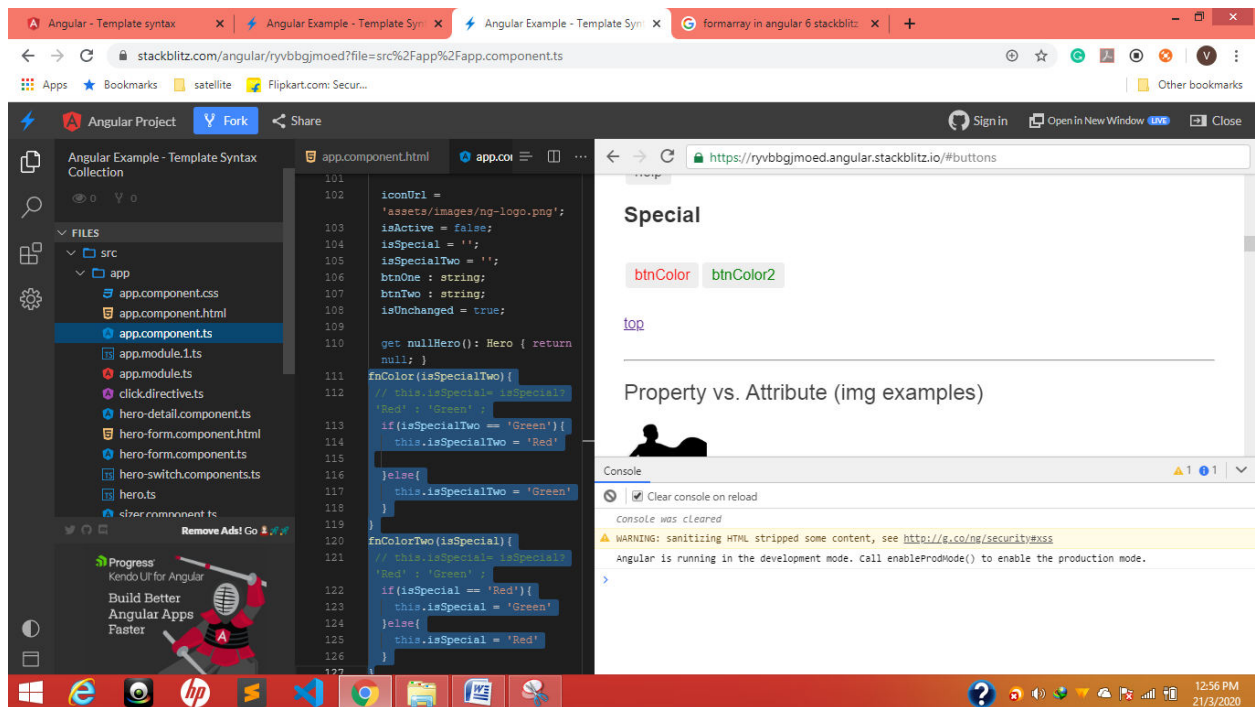 Angular - Template syntax
Angular Example - Template Syn
Angular Example - Template Syn
formarray in angular 6 stackblitz
stackblitz.com/angular/ryvbbgjmoed?file=src%2Fapp%2Fapp.component.ts
V
Apps
Bookmarks
satellite
Flipkart.com: Secur...
Other bookmarks
Angular Project
Fork
Share
Sign in
Open in New Window
LIVE
Close
Angular Example - Template Syntax
Collection
0
0
FILES
src
app
app.component.css
app.component.html
app.component.ts
app.module.1.ts
app.module.ts
click.directive.ts
hero-detail.component.ts
hero-form.component.html
hero-form.component.ts
hero-switch.components.ts
hero.ts
sizer.component.ts
Remove Ads! Go
Progress
Kendo UI for Angular
Build Better
Angular Apps
Faster
app.component.html
app.co
101
102 iconUrl =
'assets/images/ng-logo.png';
103 isActive = false;
104 isSpecial = '';
105 isSpecialTwo = '';
106 btnOne : string;
107 btnTwo : string;
108 isUnchanged = true;
109
110 get nullHero(): Hero { return
null; }
111 fnColor(isSpecialTwo){
112 // this.isSpecial= isSpecial?
'Red' : 'Green' ;
113 if(isSpecialTwo == 'Green'){
114 this.isSpecialTwo = 'Red'
115
116 }else{
117 this.isSpecialTwo = 'Green'
118 }
119 }
120 fnColorTwo(isSpecial){
121 // this.isSpecial= isSpecial?
'Red' : 'Green' ;
122 if(isSpecial == 'Red'){
123 this.isSpecial = 'Green'
124 }else{
125 this.isSpecial = 'Red'
126 }
127 }
https://ryvbbgjmoed.angular.stackblitz.io/#buttons
Special
btnColor
btnColor2
top
Property vs. Attribute (img examples)
Console
1
1
Clear console on reload
Console was cleared
WARNING: sanitizing HTML stripped some content, see http://g.co/ng/security#xss
Angular is running in the development mode. Call enableProdMode() to enable the production mode.
12:56 PM
21/3/2020